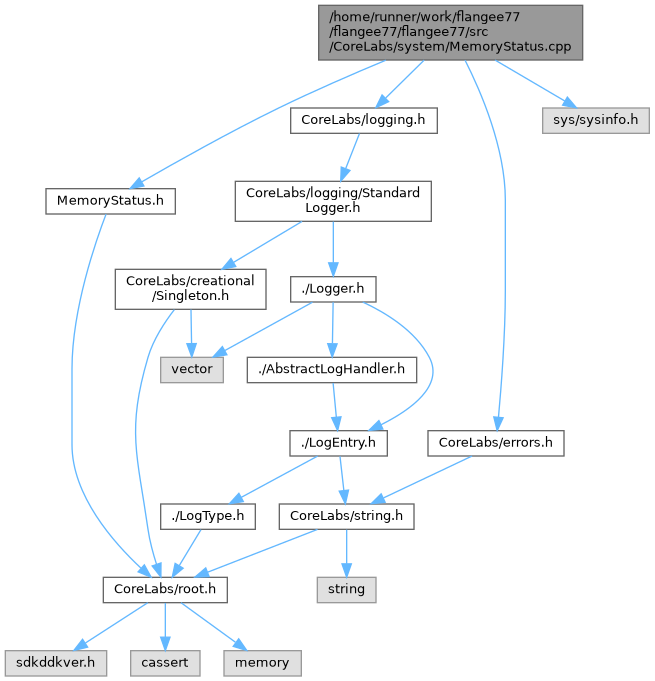 /home/runner/work/flangee77
/flangee77/flangee77/src
/CoreLabs/system/MemoryStatus.cpp
CoreLabs/logging.h
sys/sysinfo.h
MemoryStatus.h
CoreLabs/logging/Standard
Logger.h
CoreLabs/creational
/Singleton.h
./Logger.h
vector
./AbstractLogHandler.h
./LogEntry.h
CoreLabs/errors.h
./LogType.h
CoreLabs/string.h
CoreLabs/root.h
string
sdkddkver.h
cassert
memory